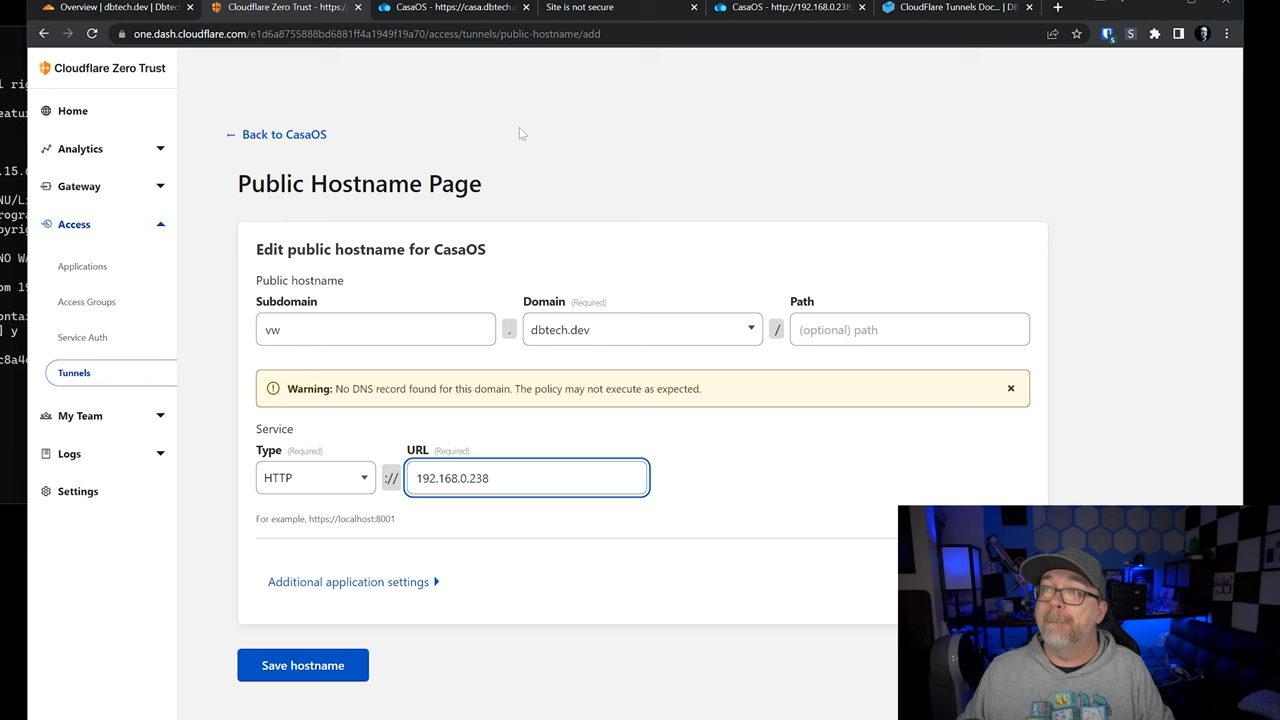 Overview | dbtech.dev | Dbtech
Cloudflare Zero Trust - https://
CasaOS - https://casa.dbtech.
Site is not secure
CasaOS - http://192.168.0.238
CloudFlare Tunnels Doc... | DB
one.dash.cloudflare.com/e1d6a8755888bd6881ff4a1949f19a70/access/tunnels/public-hostname/add
Cloudflare Zero Trust
Home
Analytics
Gateway
Access
Applications
Access Groups
Service Auth
Tunnels
My Team
Logs
Settings
← Back to CasaOS
Public Hostname Page
Edit public hostname for CasaOS
Public hostname
Subdomain Domain (Required) Path
vw . dbtech.dev / (optional) path
Warning: No DNS record found for this domain. The policy may not execute as expected.
Service
Type (Required) URL (Required)
HTTP :// 192.168.0.238
For example, https://localhost:8001
Additional application settings
Save hostname